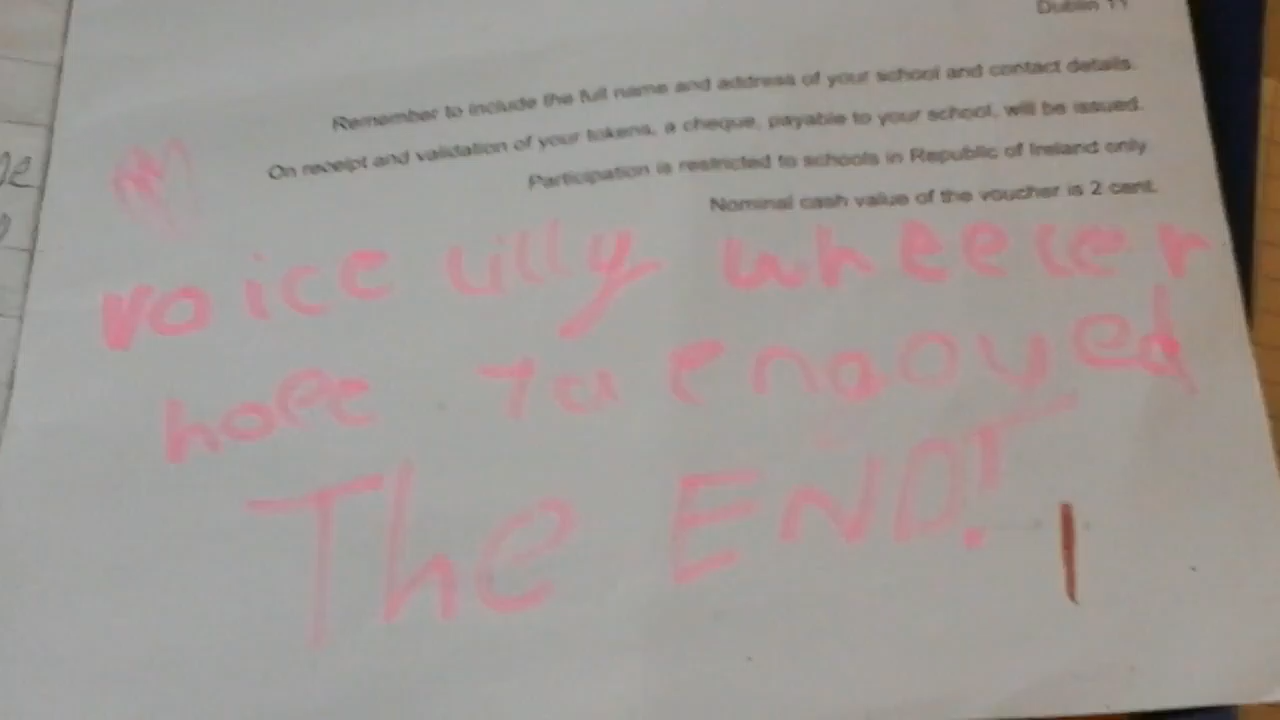 Dublin 11
Remember to include the full name and address of your school and contact details.
On receipt and validation of your tokens, a cheque, payable to your school, will be issued.
Participation is restricted to schools in Republic of Ireland only
Nominal cash value of the voucher is 2 cent.
voice lilly wheeler
hope engoyed
The END!